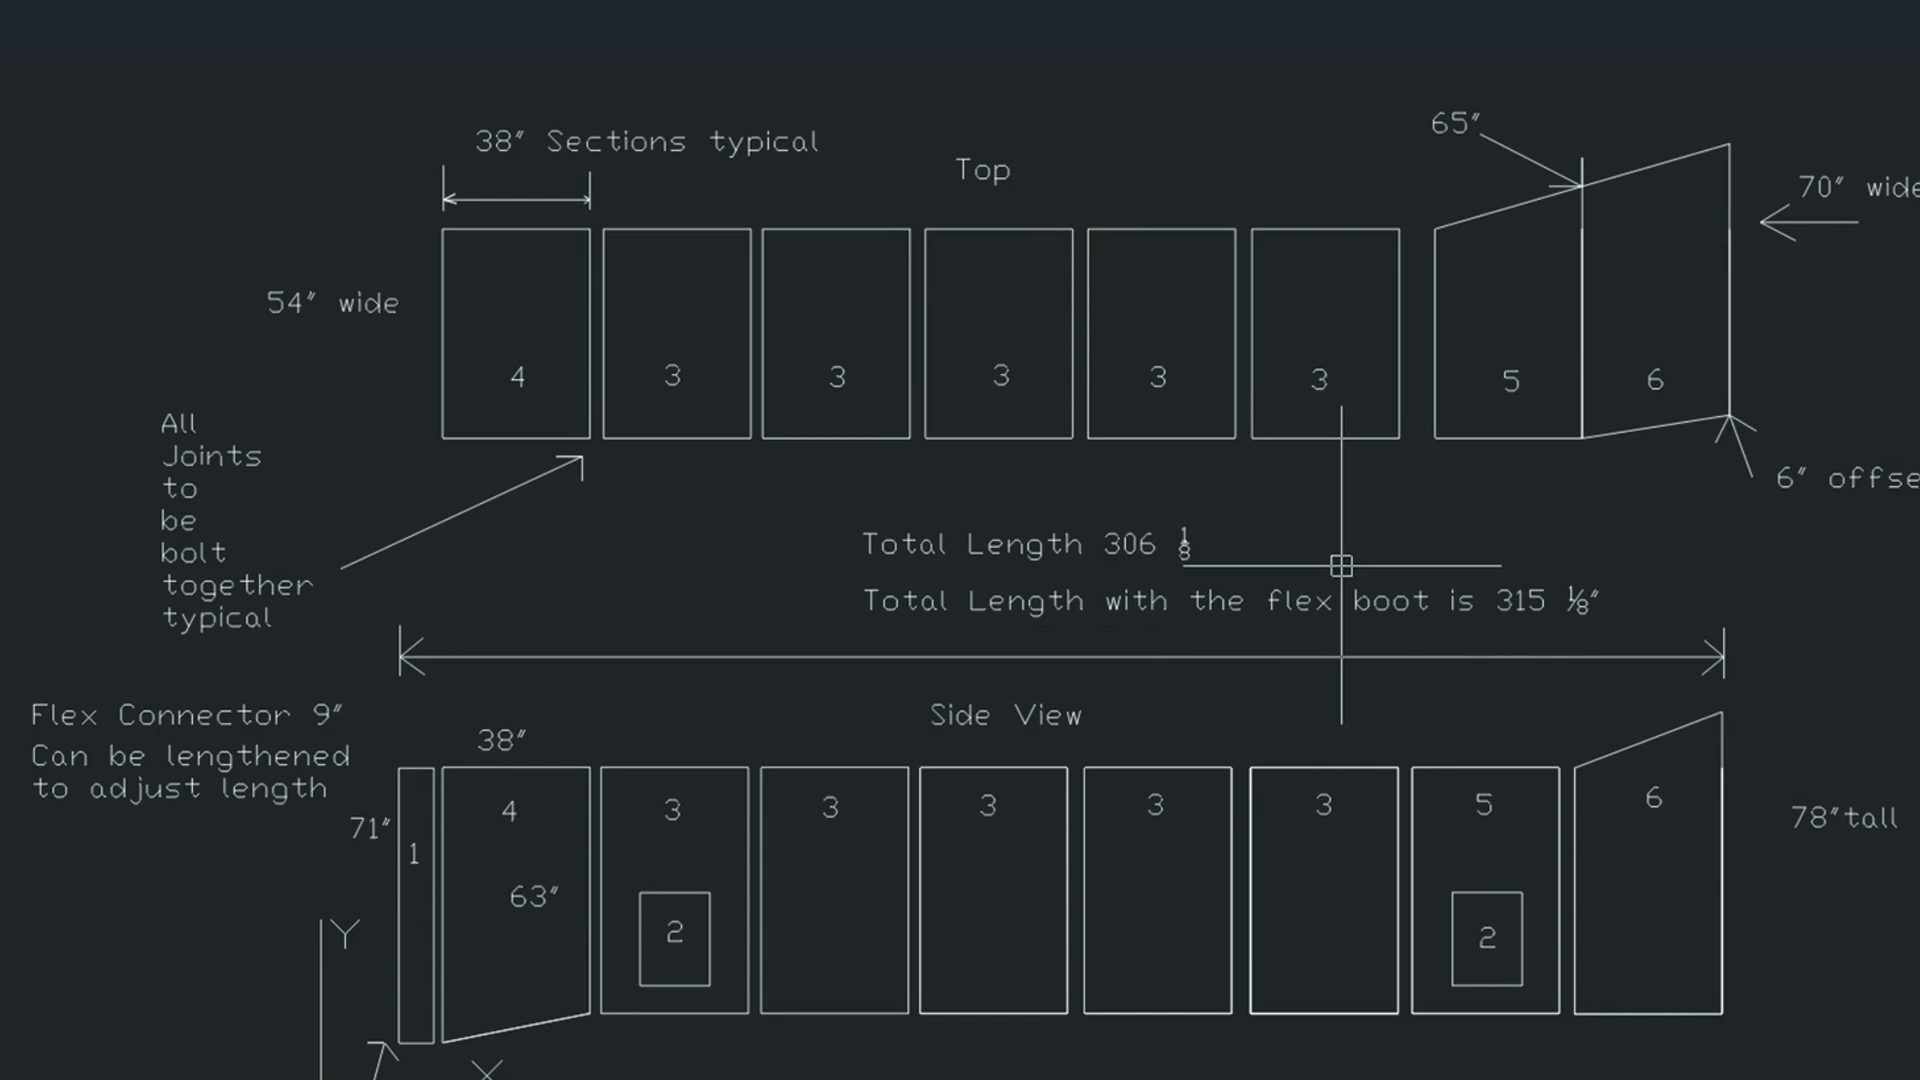 65"
38" Sections typical
Top
70" wide
54" wide
4
3
3
3
3
3
5
6
All
Joints
to
be
bolt
together
typical
6" offse
Total Length 306 1/8
Total Length with the flex boot is 315 ⅛"
Flex Connector 9"
Can be lengthened
to adjust length
Side View
38"
71"
1
4
63"
3
2
3
3
3
3
5
2
6
78"tall
Y
X